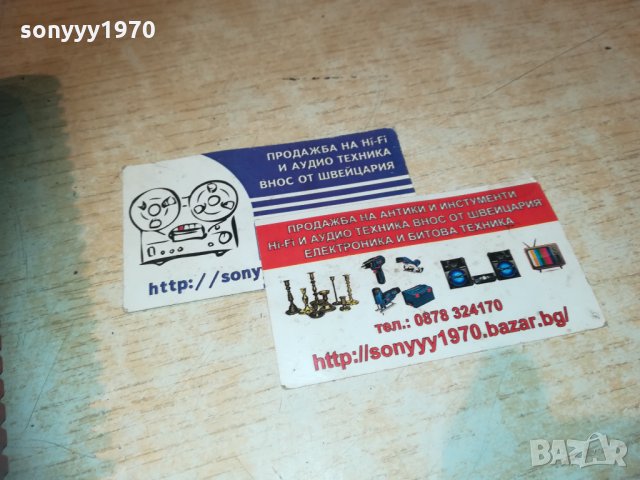 sonyyy1970
ПРОДАЖБА НА Hi-Fi
И АУДИО ТЕХНИКА
ВНОС ОТ ШВЕЙЦАРИЯ
http://sony
ПРОДАЖБА НА АНТИКИ И ИНСТУМЕНТИ
Hi-Fi И АУДИО ТЕХНИКА ВНОС ОТ ШВЕЙЦАРИЯ
ЕЛЕКТРОНИКА И БИТОВА ТЕХНИКА
тел.: 0878 324170
http://sonyyy1970.bazar.bg/
BAZAR